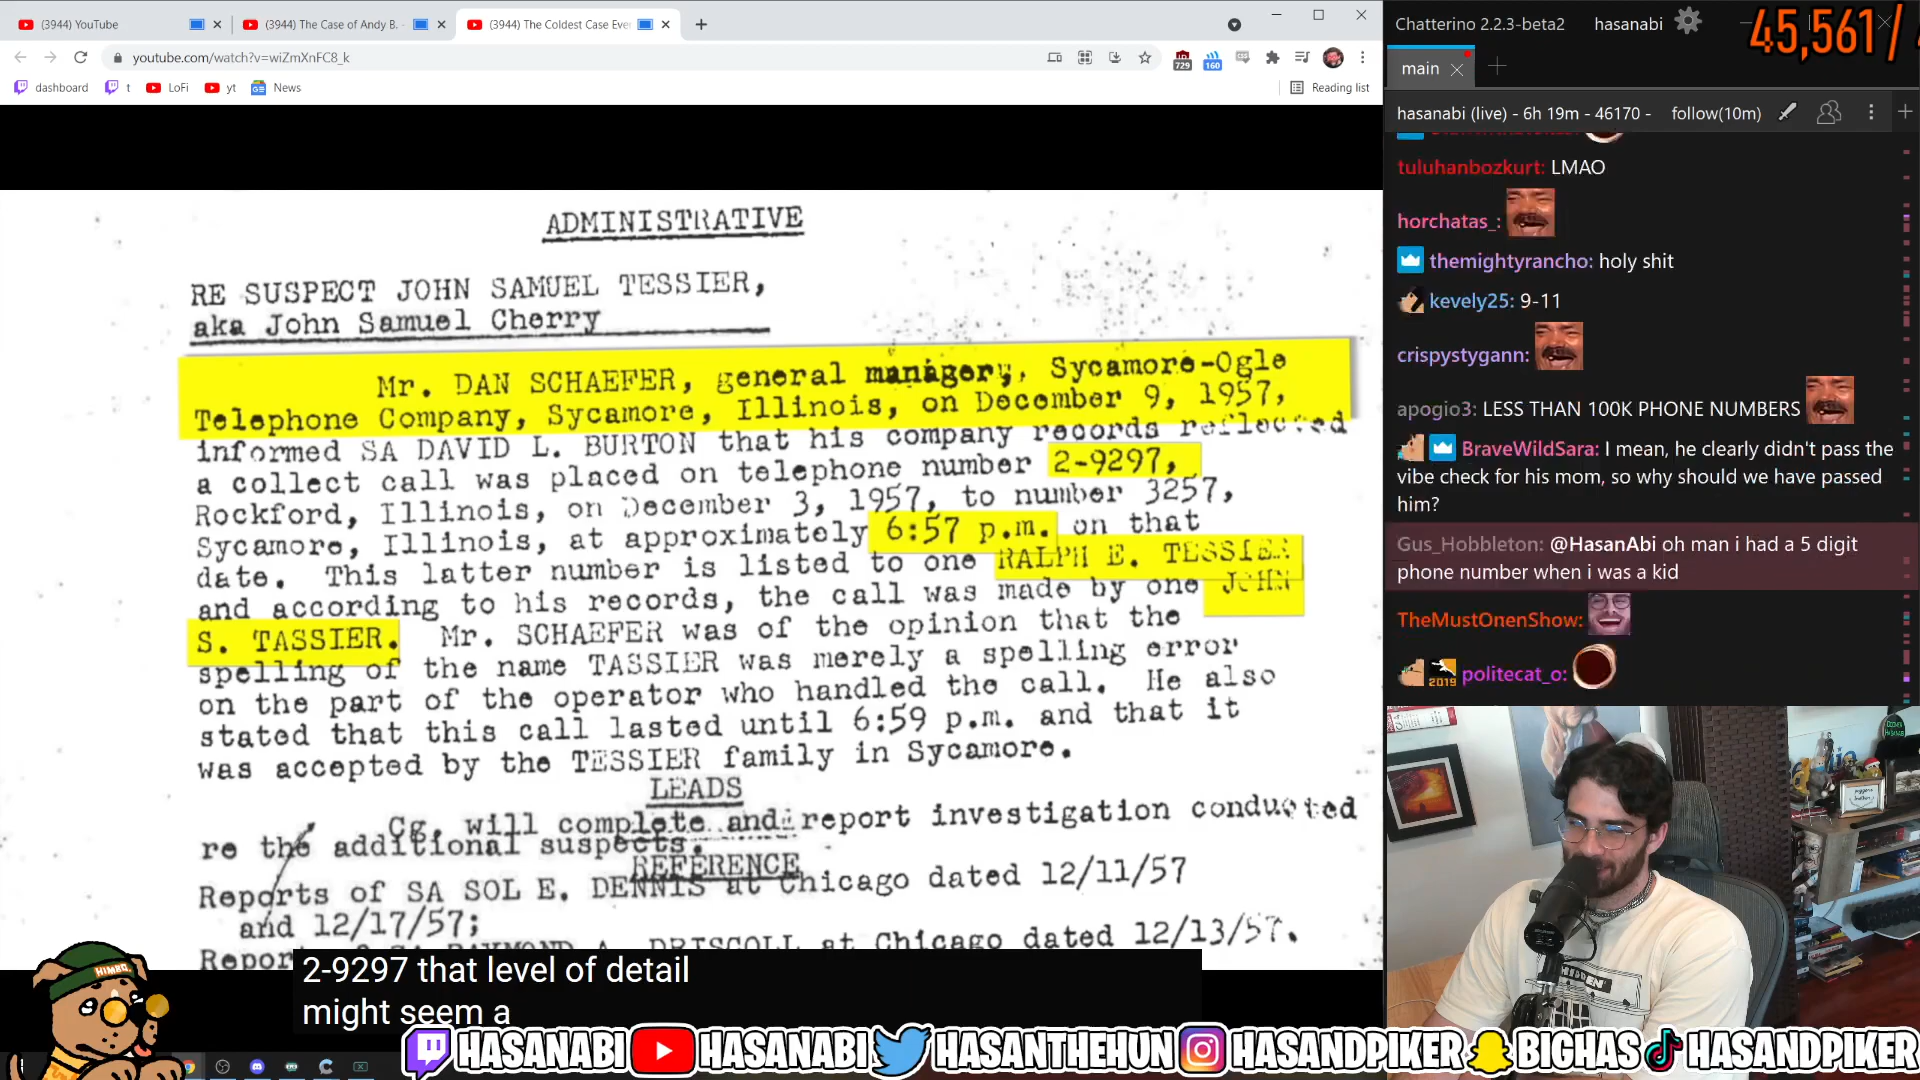 (3944) YouTube
(3944) The Case of Andy B.
(3944) The Coldest Case Ever
youtube.com/watch?v=wiZmXnFC8_k
729
160
dashboard
t
LoFi
yt
News
Reading list
ADMINISTRATIVE
RE SUSPECT JOHN SAMUEL TESSIER,
aka John Samuel Cherry
Mr. DAN SCHAEFER, general manager, Sycamore-Ogle
Telephone Company, Sycamore, Illinois, on December 9, 1957,
informed SA DAVID L. BURTON that his company records reflected
a collect call was placed on telephone number 2-9297,
Rockford, Illinois, on December 3, 1957, to number 3257,
Sycamore, Illinois, at approximately 6:57 p.m. on that
date. This latter number is listed to one RALPH E. TESSIER
and according to his records, the call was made by one JOHN
S. TASSIER. Mr. SCHAEFER was of the opinion that the
spelling of the name TASSIER was merely a spelling error
on the part of the operator who handled the call. He also
stated that this call lasted until 6:59 p.m. and that it
was accepted by the TESSIER family in Sycamore.
LEADS
Cg. will complete and report investigation conducted
re the additional suspects.
REFERENCE
Reports of SA SOL E. DENNIS at Chicago dated 12/11/57
and 12/17/57;
DRISCOLL at Chicago dated 12/13/57.
2-9297 that level of detail
might seem a
HIMBO
HASANABI HASANABI HASANTHEHUN HASANDPIKER BIGHAS HASANDPIKER
Chatterino 2.2.3-beta2
hasanabi
45,561/
main
hasanabi (live) - 6h 19m - 46170 - follow(10m)
tuluhanbozkurt: LMAO
horchatas_:
themightyrancho: holy shit
kevely25: 9-11
crispystygann:
apogio3: LESS THAN 100K PHONE NUMBERS
BraveWildSara: I mean, he clearly didn't pass the
vibe check for his mom, so why should we have passed
him?
Gus_Hobbleton: @HasanAbi oh man i had a 5 digit
phone number when i was a kid
TheMustOnenShow:
2019 politecat_o: